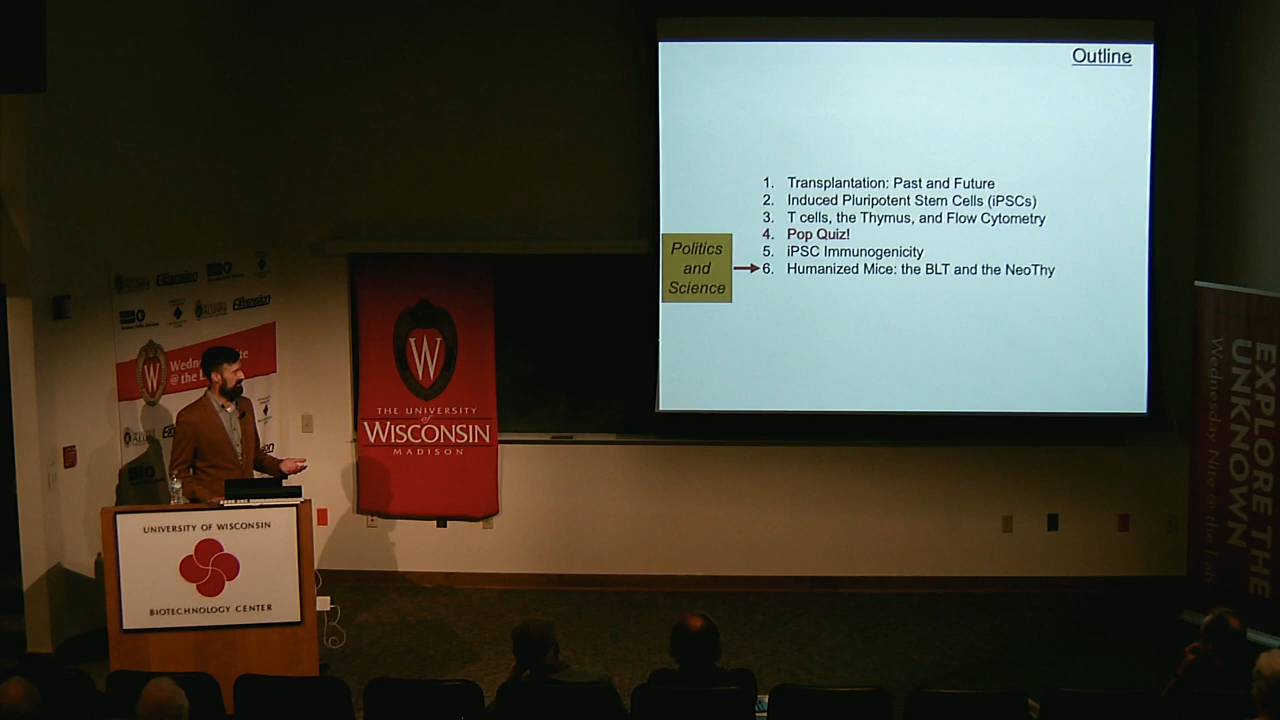 Outline
1. Transplantation: Past and Future
2. Induced Pluripotent Stem Cells (iPSCs)
3. T cells, the Thymus, and Flow Cytometry
4. Pop Quiz!
5. iPSC Immunogenicity
6. Humanized Mice: the BLT and the NeoThy
Politics
and
Science
W
THE UNIVERSITY
of
WISCONSIN
MADISON
W
@ the
UNIVERSITY OF WISCONSIN
BIOTECHNOLOGY CENTER
EXPLORE THE
UNKNOWN
Wednesday Nite @ the Lab